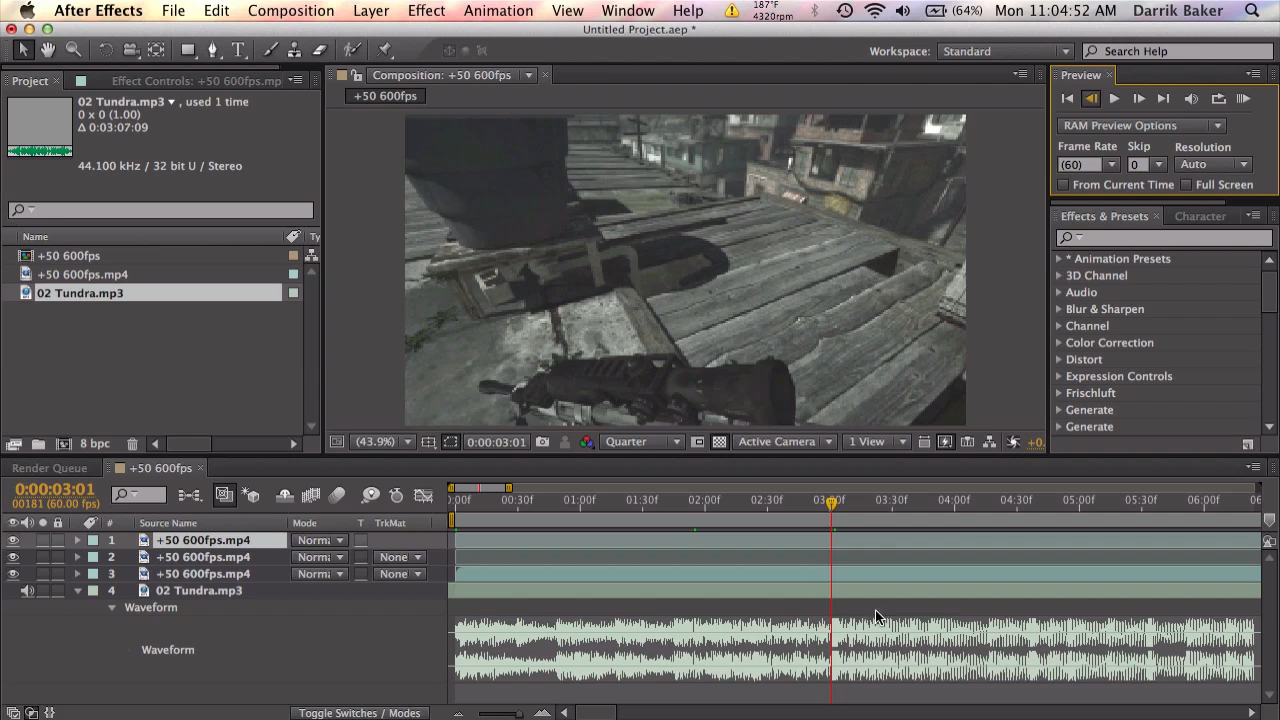 After Effects File Edit Composition Layer Effect Animation View Window Help 187°F 4320rpm (64%) Mon 11:04:52 AM Darrik Baker
Untitled Project.aep *
Workspace: Standard Search Help
Project Effect Controls: +50 600fps.mp
Composition: +50 600fps
Preview
+50 600fps
02 Tundra.mp3 , used 1 time
0 x 0 (1.00)
Δ 0:03:07:09
44.100 kHz / 32 bit U / Stereo
RAM Preview Options
Frame Rate Skip Resolution
(60) 0 Auto
From Current Time Full Screen
Effects & Presets Character
Name Ty
+50 600fps
+50 600fps.mp4
02 Tundra.mp3
* Animation Presets
3D Channel
Audio
Blur & Sharpen
Channel
Color Correction
Distort
Expression Controls
Frischluft
Generate
Generate
8 bpc
(43.9%) 0:00:03:01 Quarter Active Camera 1 View +0.
Render Queue +50 600fps
0:00:03:01
00181 (60.00 fps)
:00f 00:30f 01:00f 01:30f 02:00f 02:30f 03:00f 03:30f 04:00f 04:30f 05:00f 05:30f 06:00f 06
# Source Name Mode T TrkMat
1 +50 600fps.mp4 Norma
2 +50 600fps.mp4 Norma None
3 +50 600fps.mp4 Norma None
4 02 Tundra.mp3
Waveform
Waveform
Toggle Switches / Modes